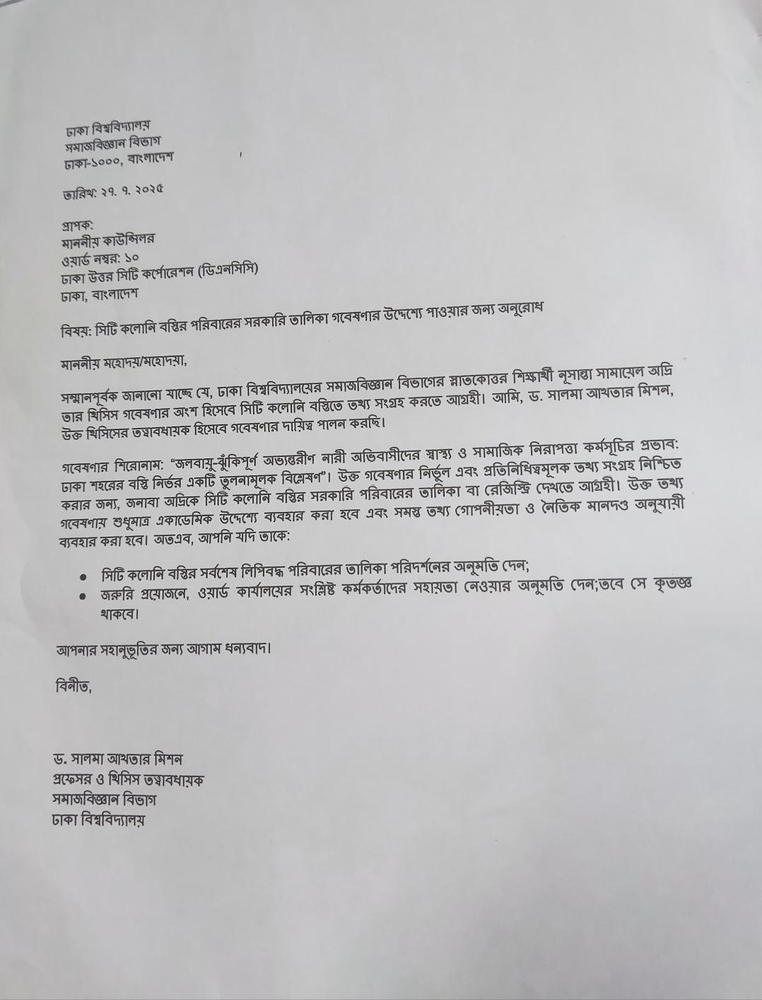 ঢাকা বিশ্ববিদ্যালয়
সমাজবিজ্ঞান বিভাগ
ঢাকা-১০০০, বাংলাদেশ
তারিখ: ২৭. ৭. ২০২৫
প্রাপক:
মাননীয় কাউন্সিলর
ওয়ার্ড নম্বর: ১০
ঢাকা উত্তর সিটি কর্পোরেশন (ডিএনসিসি)
ঢাকা, বাংলাদেশ
বিষয়: সিটি কলোনি বস্তির পরিবারের সরকারি তালিকা গবেষণার উদ্দেশ্যে পাওয়ার জন্য অনুরোধ
মাননীয় মহোদয়/মহোদয়া,
সম্মানপূর্বক জানানো যাচ্ছে যে, ঢাকা বিশ্ববিদ্যালয়ের সমাজবিজ্ঞান বিভাগের স্নাতকোত্তর শিক্ষার্থী নূসান্তা সামায়েল অদ্রি
তার থিসিস গবেষণার অংশ হিসেবে সিটি কলোনি বস্তিতে তথ্য সংগ্রহ করতে আগ্রহী। আমি, ড. সালমা আখতার মিশন,
উক্ত থিসিসের তত্ত্বাবধায়ক হিসেবে গবেষণার দায়িত্ব পালন করছি।
গবেষণার শিরোনাম: “জলবায়ু-ঝুঁকিপূর্ণ অভ্যন্তরীণ নারী অভিবাসীদের স্বাস্থ্য ও সামাজিক নিরাপত্তা কর্মসূচির প্রভাব:
ঢাকা শহরের বস্তি নির্ভর একটি তুলনামূলক বিশ্লেষণ”। উক্ত গবেষণার নির্ভুল এবং প্রতিনিধিত্বমূলক তথ্য সংগ্রহ নিশ্চিত
করার জন্য, জনাবা অদ্রিকে সিটি কলোনি বস্তির সরকারি পরিবারের তালিকা বা রেজিস্ট্রি দেখতে আগ্রহী। উক্ত তথ্য
গবেষণায় শুধুমাত্র একাডেমিক উদ্দেশ্যে ব্যবহার করা হবে এবং সমস্ত তথ্য গোপনীয়তা ও নৈতিক মানদণ্ড অনুযায়ী
ব্যবহার করা হবে। অতএব, আপনি যদি তাকে:
• সিটি কলোনি বস্তির সর্বশেষ লিপিবদ্ধ পরিবারের তালিকা পরিদর্শনের অনুমতি দেন;
• জরুরি প্রয়োজনে, ওয়ার্ড কার্যালয়ের সংশ্লিষ্ট কর্মকর্তাদের সহায়তা নেওয়ার অনুমতি দেন;তবে সে কৃতজ্ঞ
থাকবে।
আপনার সহানুভূতির জন্য আগাম ধন্যবাদ।
বিনীত,
ড. সালমা আখতার মিশন
প্রফেসর ও থিসিস তত্ত্বাবধায়ক
সমাজবিজ্ঞান বিভাগ
ঢাকা বিশ্ববিদ্যালয়